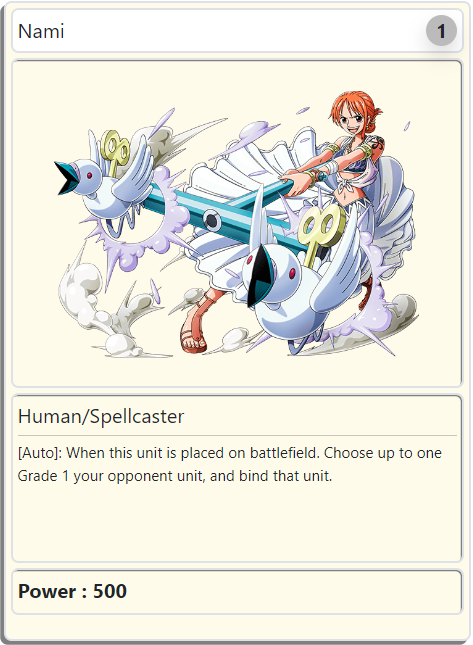 Nami
1
Human/Spellcaster
[Auto]: When this unit is placed on battlefield. Choose up to one
Grade 1 your opponent unit, and bind that unit.
Power : 500